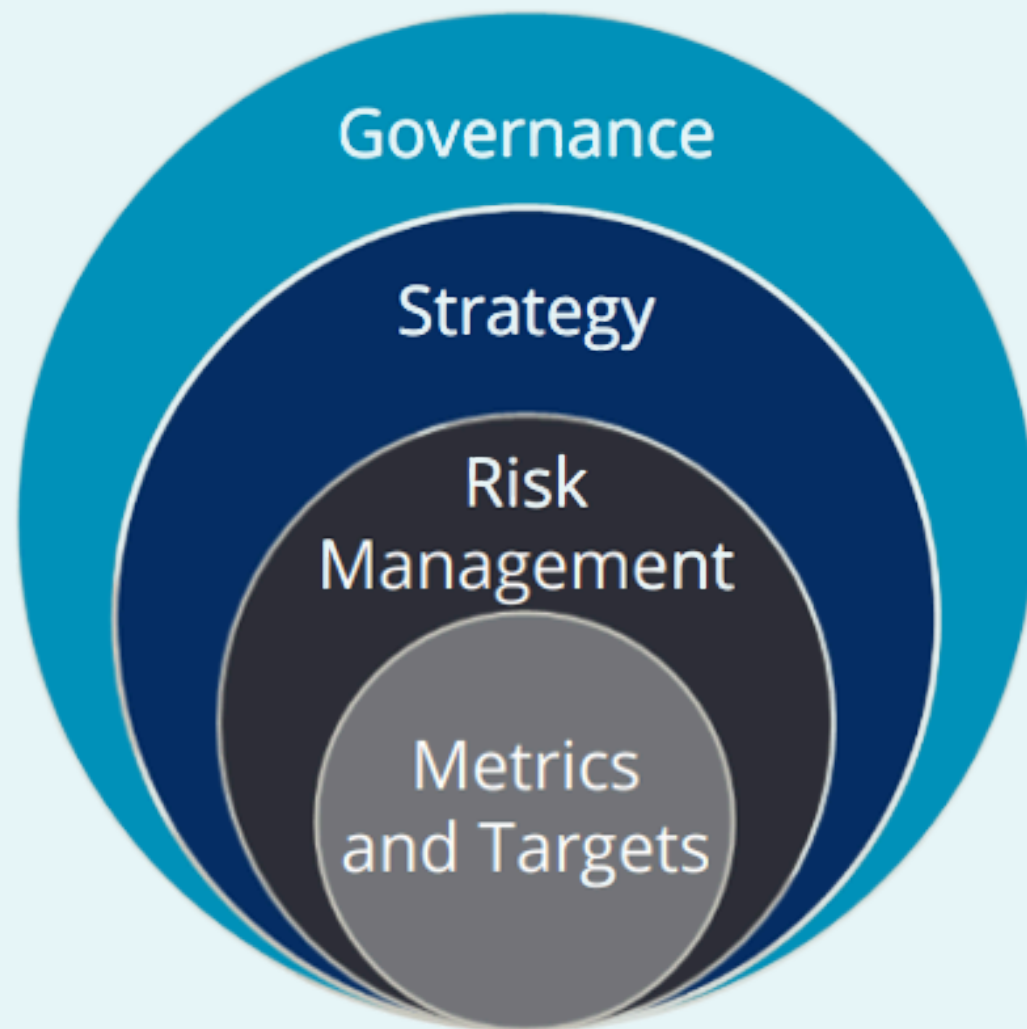 Governance
Strategy
Risk
Management
Metrics
and Targets